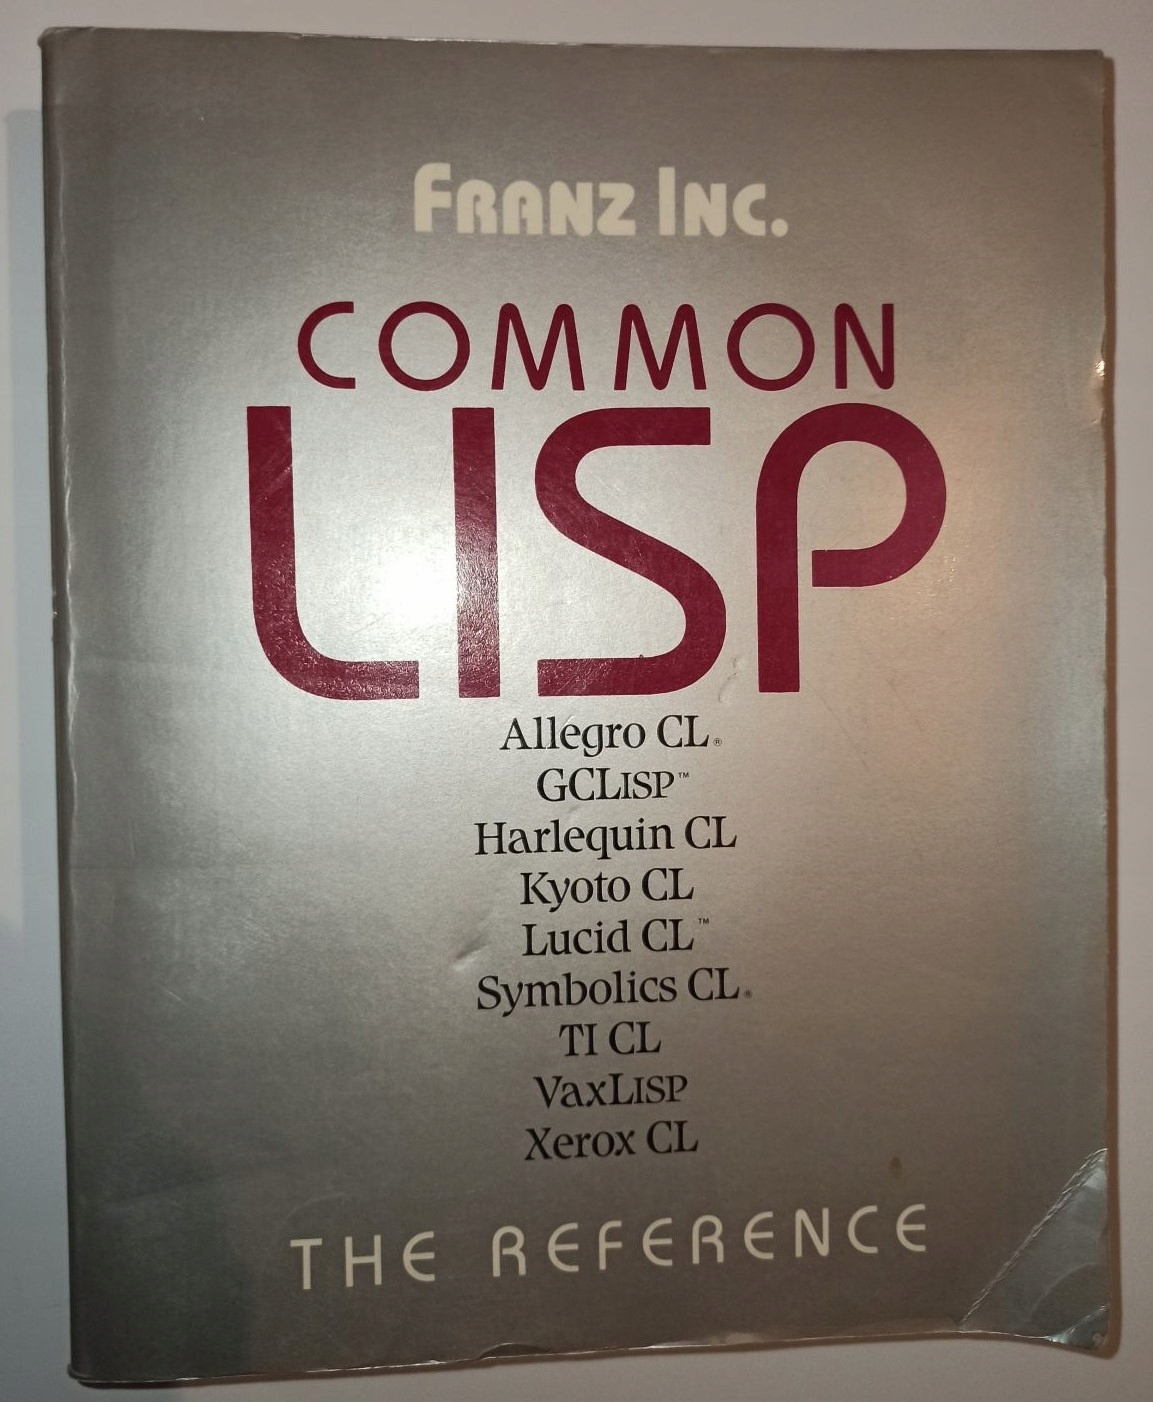 FRANZ INC.
COMMON
LISP
Allegro CL®
GCLISP™
Harlequin CL
Kyoto CL
Lucid CL™
Symbolics CL®
TI CL
VAXLISP
Xerox CL
THE REFERENCE